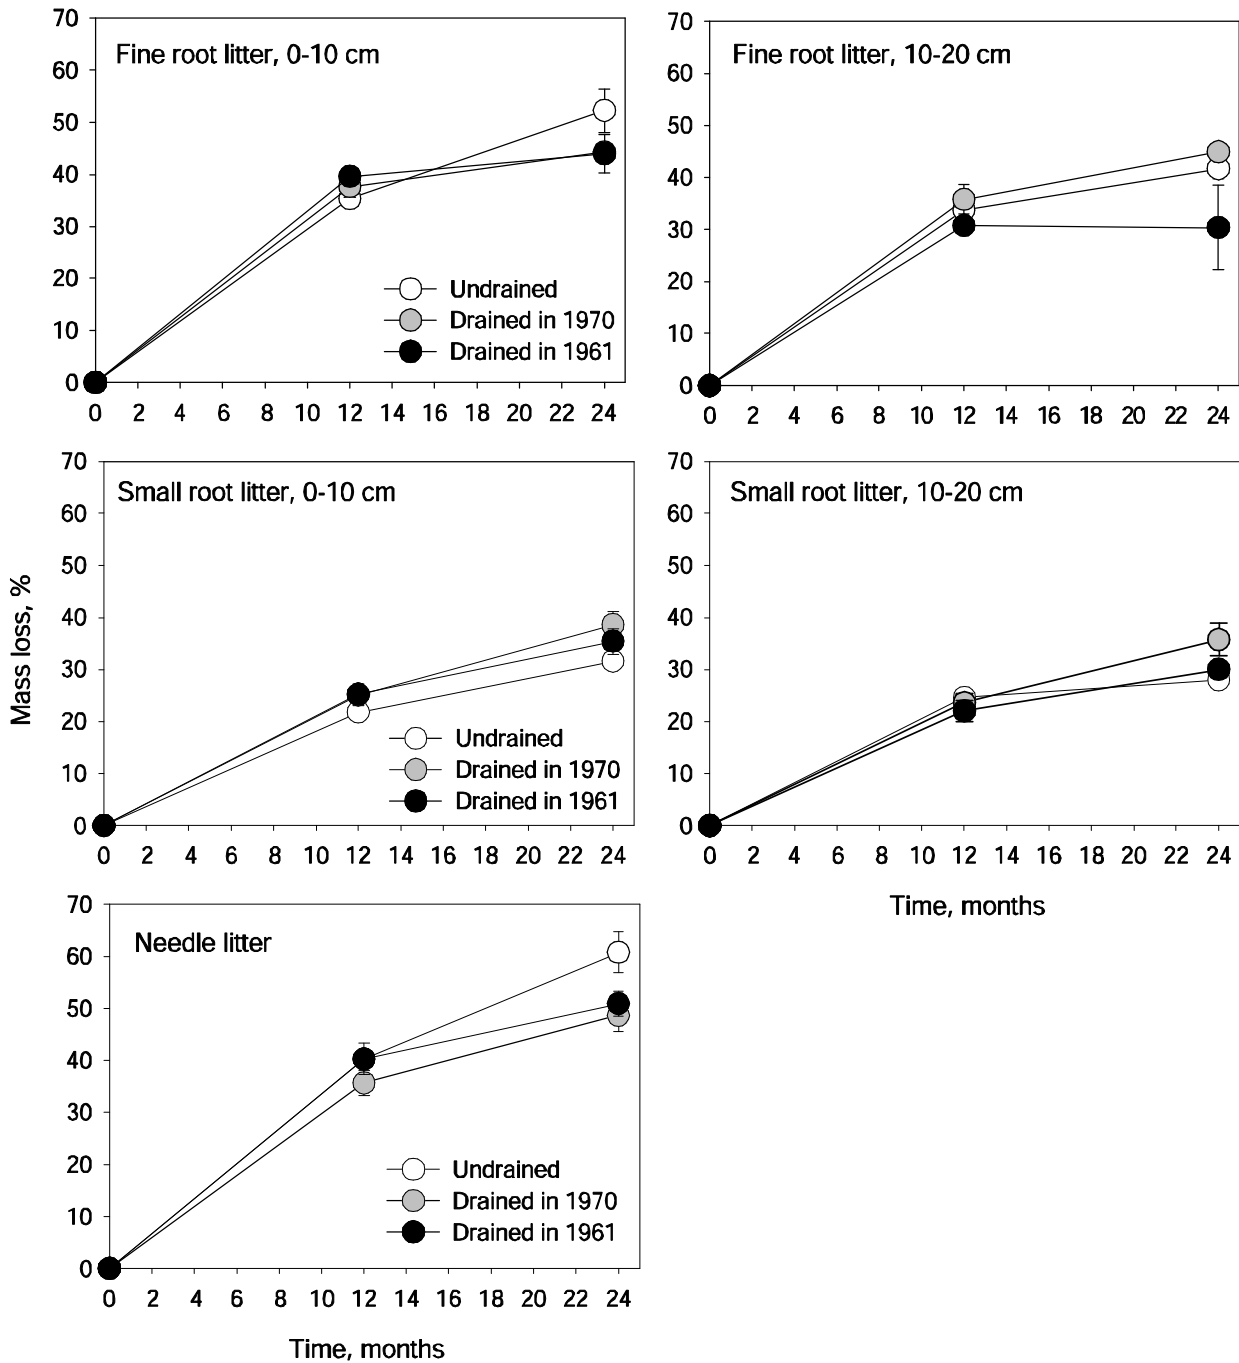 Fine root litter, 0-10 cm
70
60
50
40
30
20
10
0
Undrained
Drained in 1970
Drained in 1961
0 2 4 6 8 10 12 14 16 18 20 22 24
Fine root litter, 10-20 cm
70
60
50
40
30
20
10
0
0 2 4 6 8 10 12 14 16 18 20 22 24
Mass loss, %
Small root litter, 0-10 cm
70
60
50
40
30
20
10
0
Undrained
Drained in 1970
Drained in 1961
0 2 4 6 8 10 12 14 16 18 20 22 24
Small root litter, 10-20 cm
70
60
50
40
30
20
10
0
0 2 4 6 8 10 12 14 16 18 20 22 24
Time, months
Needle litter
70
60
50
40
30
20
10
0
Undrained
Drained in 1970
Drained in 1961
0 2 4 6 8 10 12 14 16 18 20 22 24
Time, months